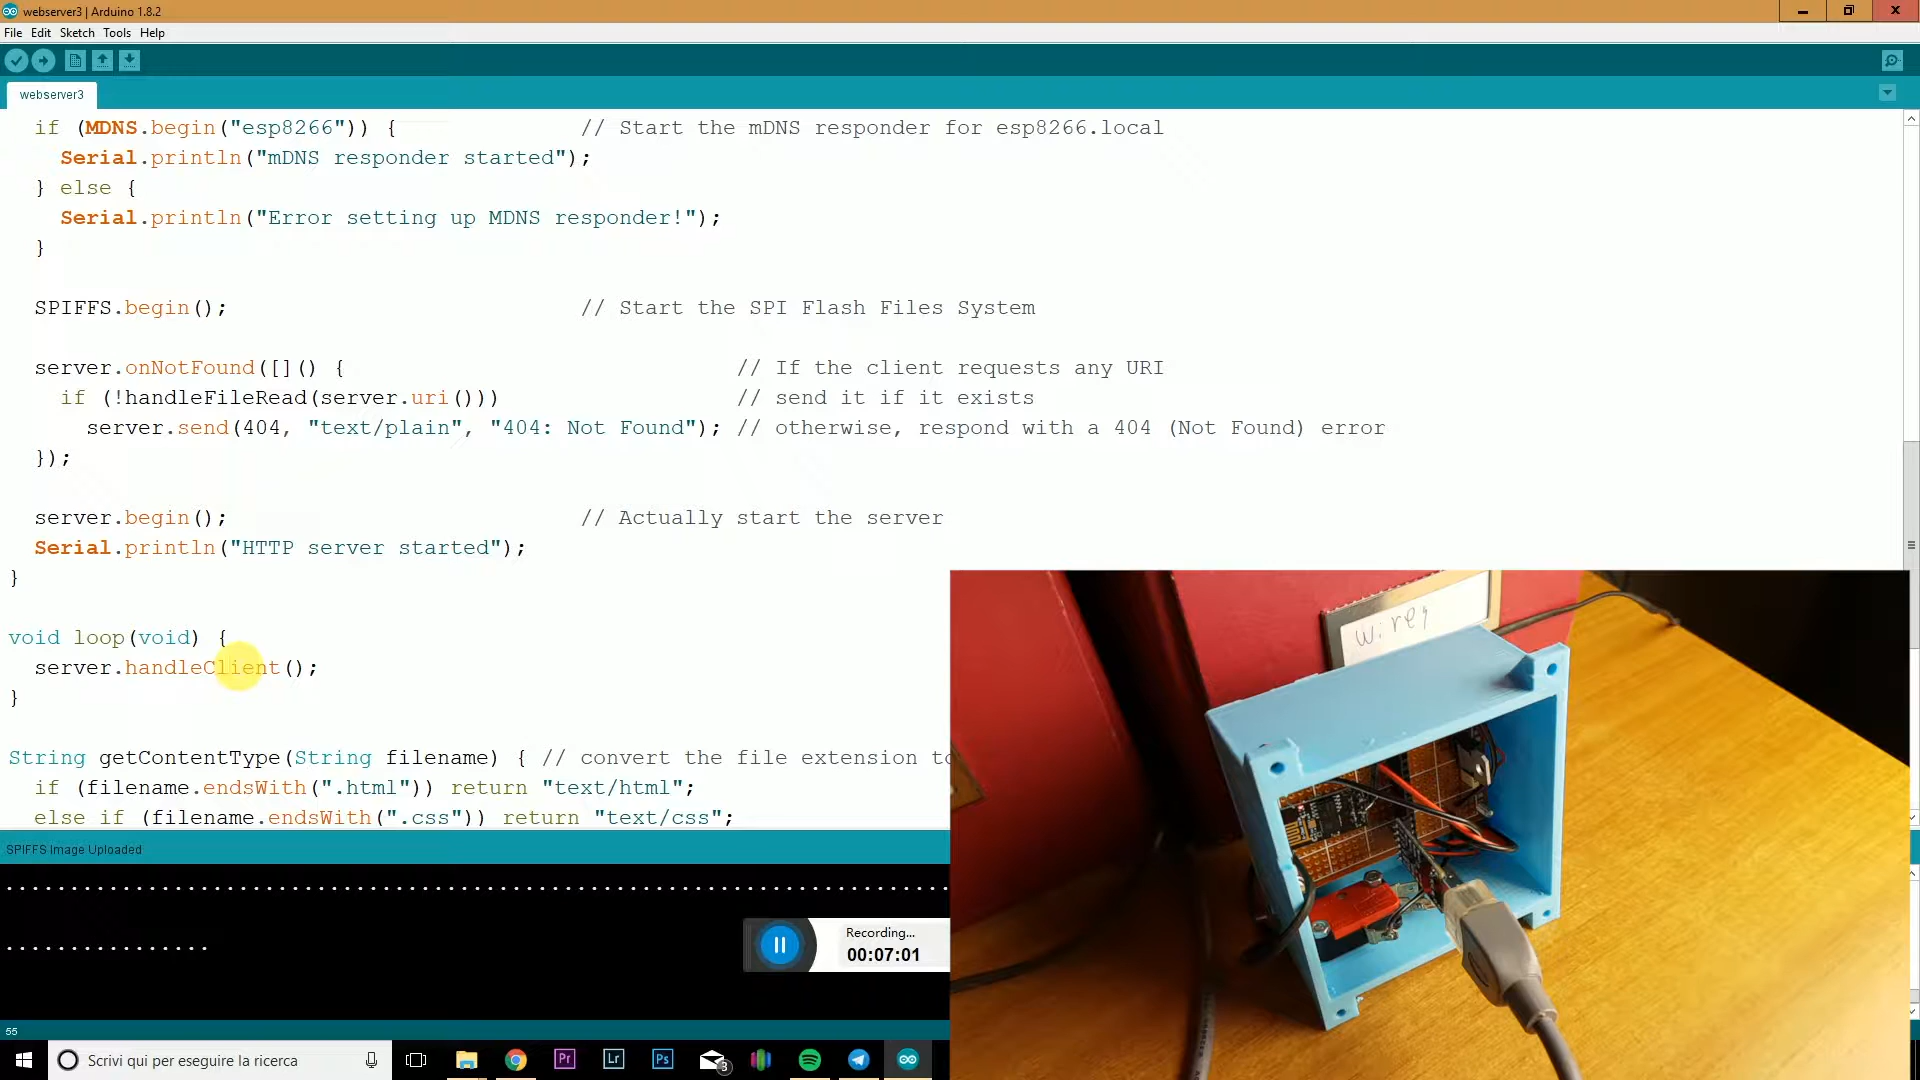 webserver3 | Arduino 1.8.2
File Edit Sketch Tools Help
webserver3
if (MDNS.begin("esp8266")) { // Start the mDNS responder for esp8266.local
Serial.println("mDNS responder started");
} else {
Serial.println("Error setting up MDNS responder!");
}
SPIFFS.begin(); // Start the SPI Flash Files System
server.onNotFound([]() { // If the client requests any URI
if (!handleFileRead(server.uri())) // send it if it exists
server.send(404, "text/plain", "404: Not Found"); // otherwise, respond with a 404 (Not Found) error
});
server.begin(); // Actually start the server
Serial.println("HTTP server started");
}
void loop(void) {
server.handleClient();
}
String getContentType(String filename) { // convert the file extension to
if (filename.endsWith(".html")) return "text/html";
else if (filename.endsWith(".css")) return "text/css";
SPIFFS Image Uploaded
Recording...
00:07:01
55
Scrivi qui per eseguire la ricerca
Pr
Lr
Ps
3